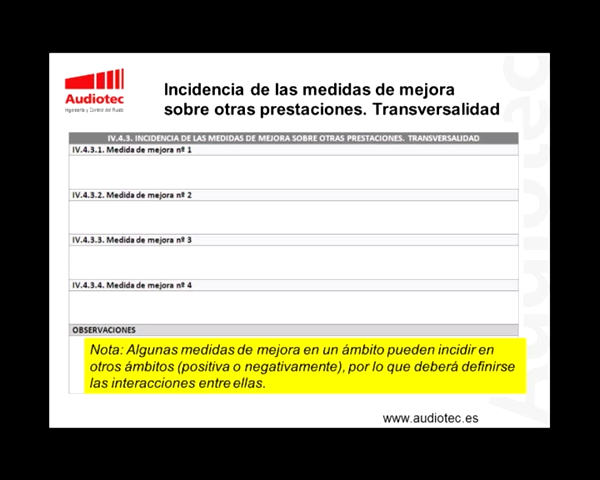 Audiotec
Ingeniería y Control del Ruido
Incidencia de las medidas de mejora
sobre otras prestaciones. Transversalidad
IV.4.3. INCIDENCIA DE LAS MEDIDAS DE MEJORA SOBRE OTRAS PRESTACIONES. TRANSVERSALIDAD
IV.4.3.1. Medida de mejora nº 1
IV.4.3.2. Medida de mejora nº 2
IV.4.3.3. Medida de mejora nº 3
IV.4.3.4. Medida de mejora nº 4
OBSERVACIONES
Nota: Algunas medidas de mejora en un ámbito pueden incidir en
otros ámbitos (positiva o negativamente), por lo que deberá definirse
las interacciones entre ellas.
www.audiotec.es
Audiotec